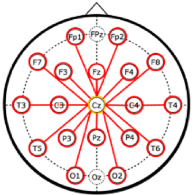 Fp1 FPz Fp2
F7 F3 Fz F4 F8
T3 C3 Cz C4 T4
T5 P3 Pz P4 T6
O1 Oz O2